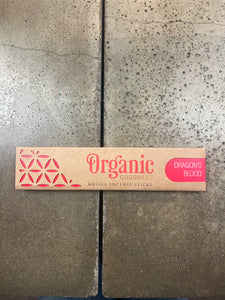 Organic
GOODNESS
MASALA INCENSE STICKS
DRAGON'S
BLOOD